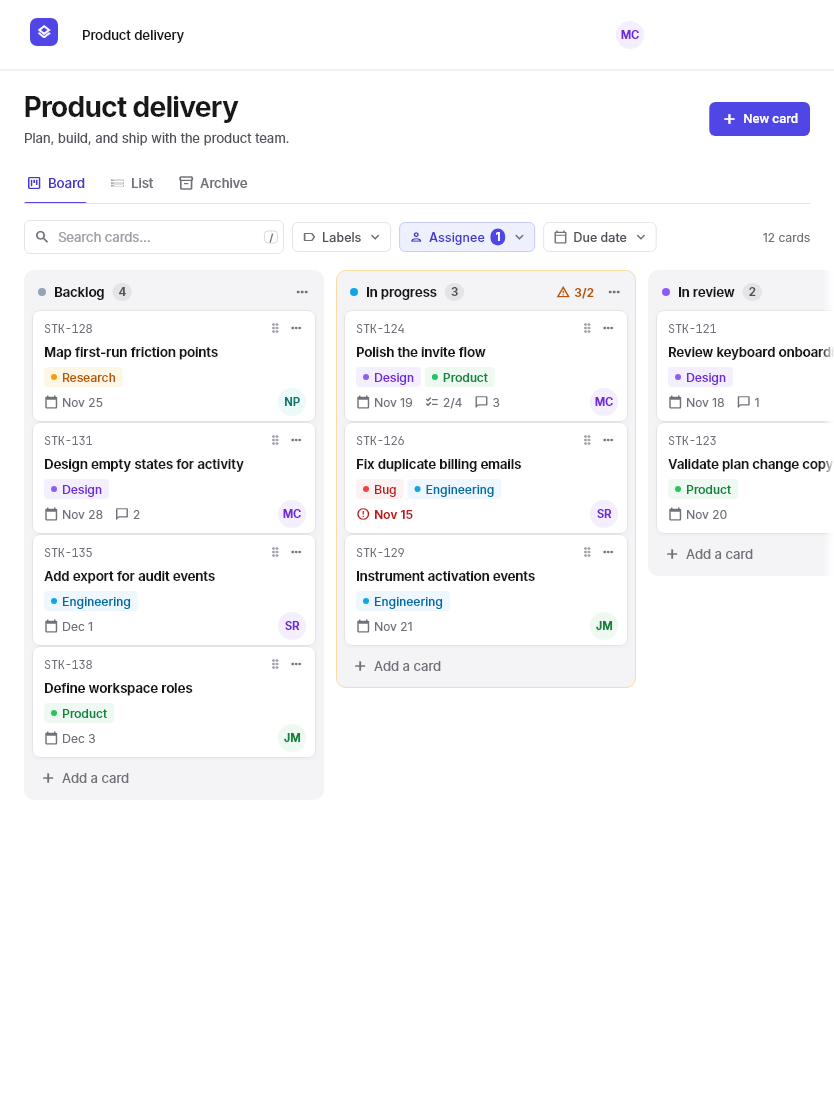 Product delivery
MC
Product delivery
Plan, build, and ship with the product team.
New card
Board
List
Archive
Search cards...
/
Labels
Assignee 1
Due date
12 cards
Backlog 4
STK-128
Map first-run friction points
Research
Nov 25
NP
STK-131
Design empty states for activity
Design
Nov 28 2
MC
STK-135
Add export for audit events
Engineering
Dec 1
SR
STK-138
Define workspace roles
Product
Dec 3
JM
Add a card
In progress 3
3/2
STK-124
Polish the invite flow
Design Product
Nov 19 2/4 3
MC
STK-126
Fix duplicate billing emails
Bug Engineering
Nov 15
SR
STK-129
Instrument activation events
Engineering
Nov 21
JM
Add a card
In review 2
STK-121
Review keyboard
Design
Nov 18 1
STK-123
Validate plan change copy
Product
Nov 20
Add a card